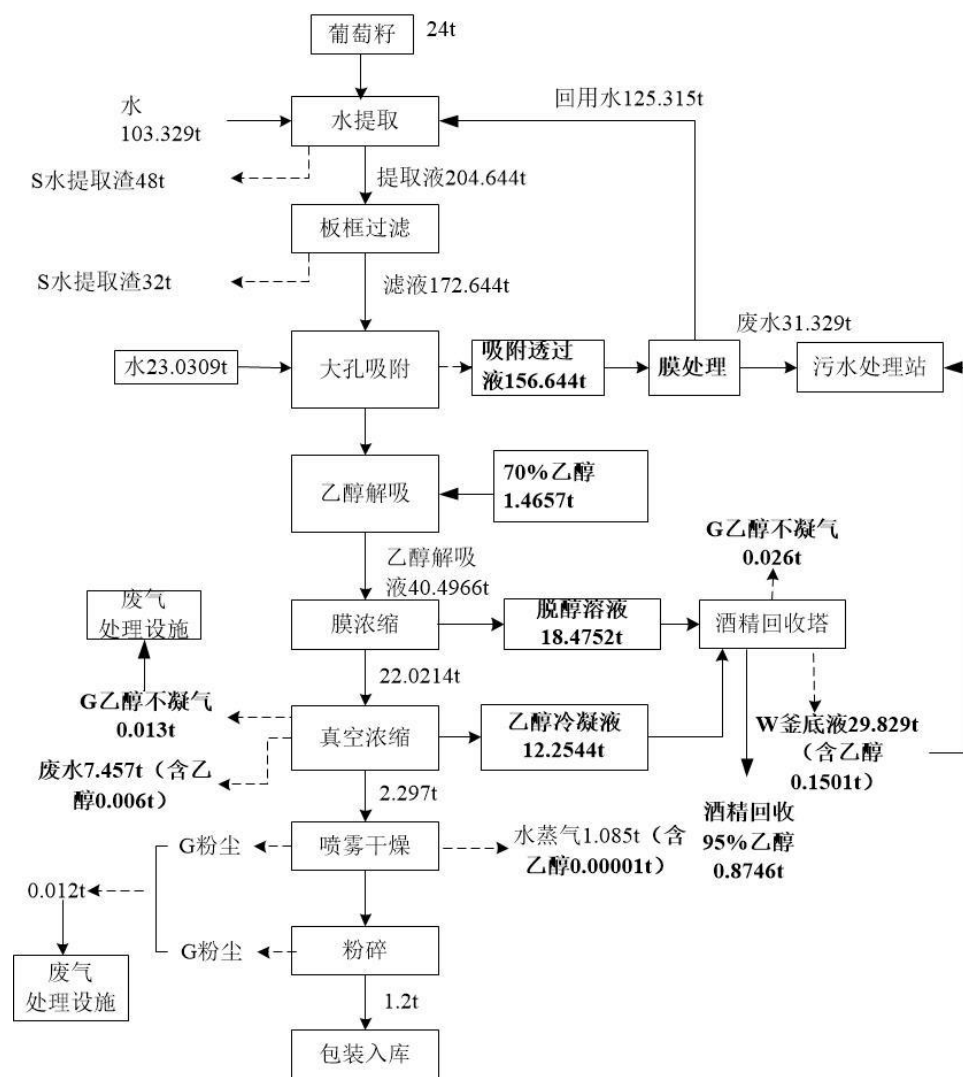 葡萄籽
24t
水
103.329t
水提取
回用水125.315t
S水提取渣48t
提取液204.644t
板框过滤
S水提取渣32t
滤液172.644t
废水31.329t
水23.0309t
大孔吸附
吸附透过
液156.644t
膜处理
污水处理站
乙醇解吸
70%乙醇
1.4657t
乙醇解吸
液40.4966t
G乙醇不凝气
0.026t
废气
处理设施
膜浓缩
脱醇溶液
18.4752t
酒精回收塔
22.0214t
G乙醇不凝气
0.013t
真空浓缩
乙醇冷凝液
12.2544t
W釜底液29.829t
（含乙醇
0.1501t）
废水7.457t（含乙
醇0.006t）
2.297t
酒精回收
95%乙醇
0.8746t
G粉尘
喷雾干燥
水蒸气1.085t（含
乙醇0.00001t）
0.012t
G粉尘
粉碎
废气
处理设施
1.2t
包装入库